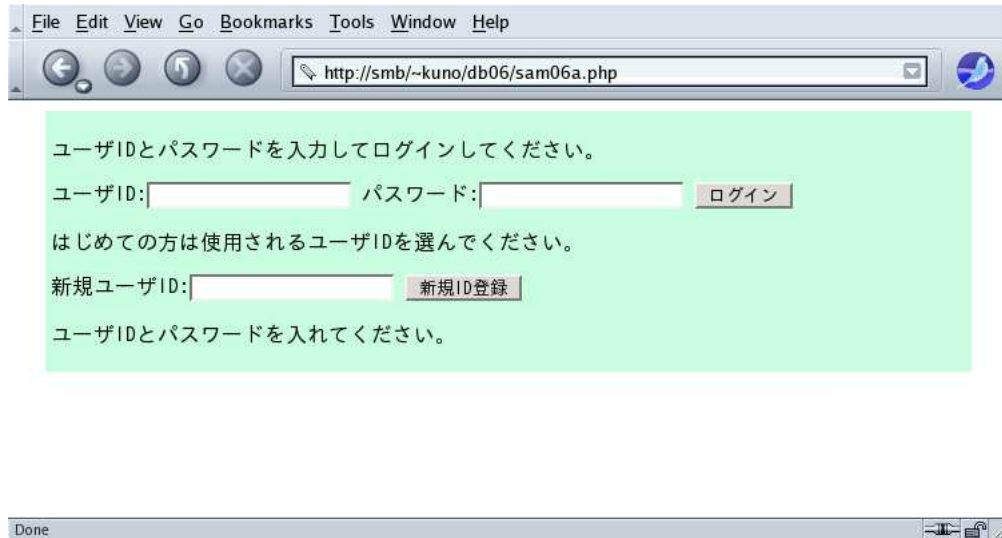 File Edit View Go Bookmarks Tools Window Help
http://smb/~kuno/db06/sam06a.php
ユーザIDとパスワードを入力してログインしてください。
ユーザID: パスワード: ログイン
はじめての方は使用されるユーザIDを選んでください。
新規ユーザID: 新規ID登録
ユーザIDとパスワードを入れてください。
Done